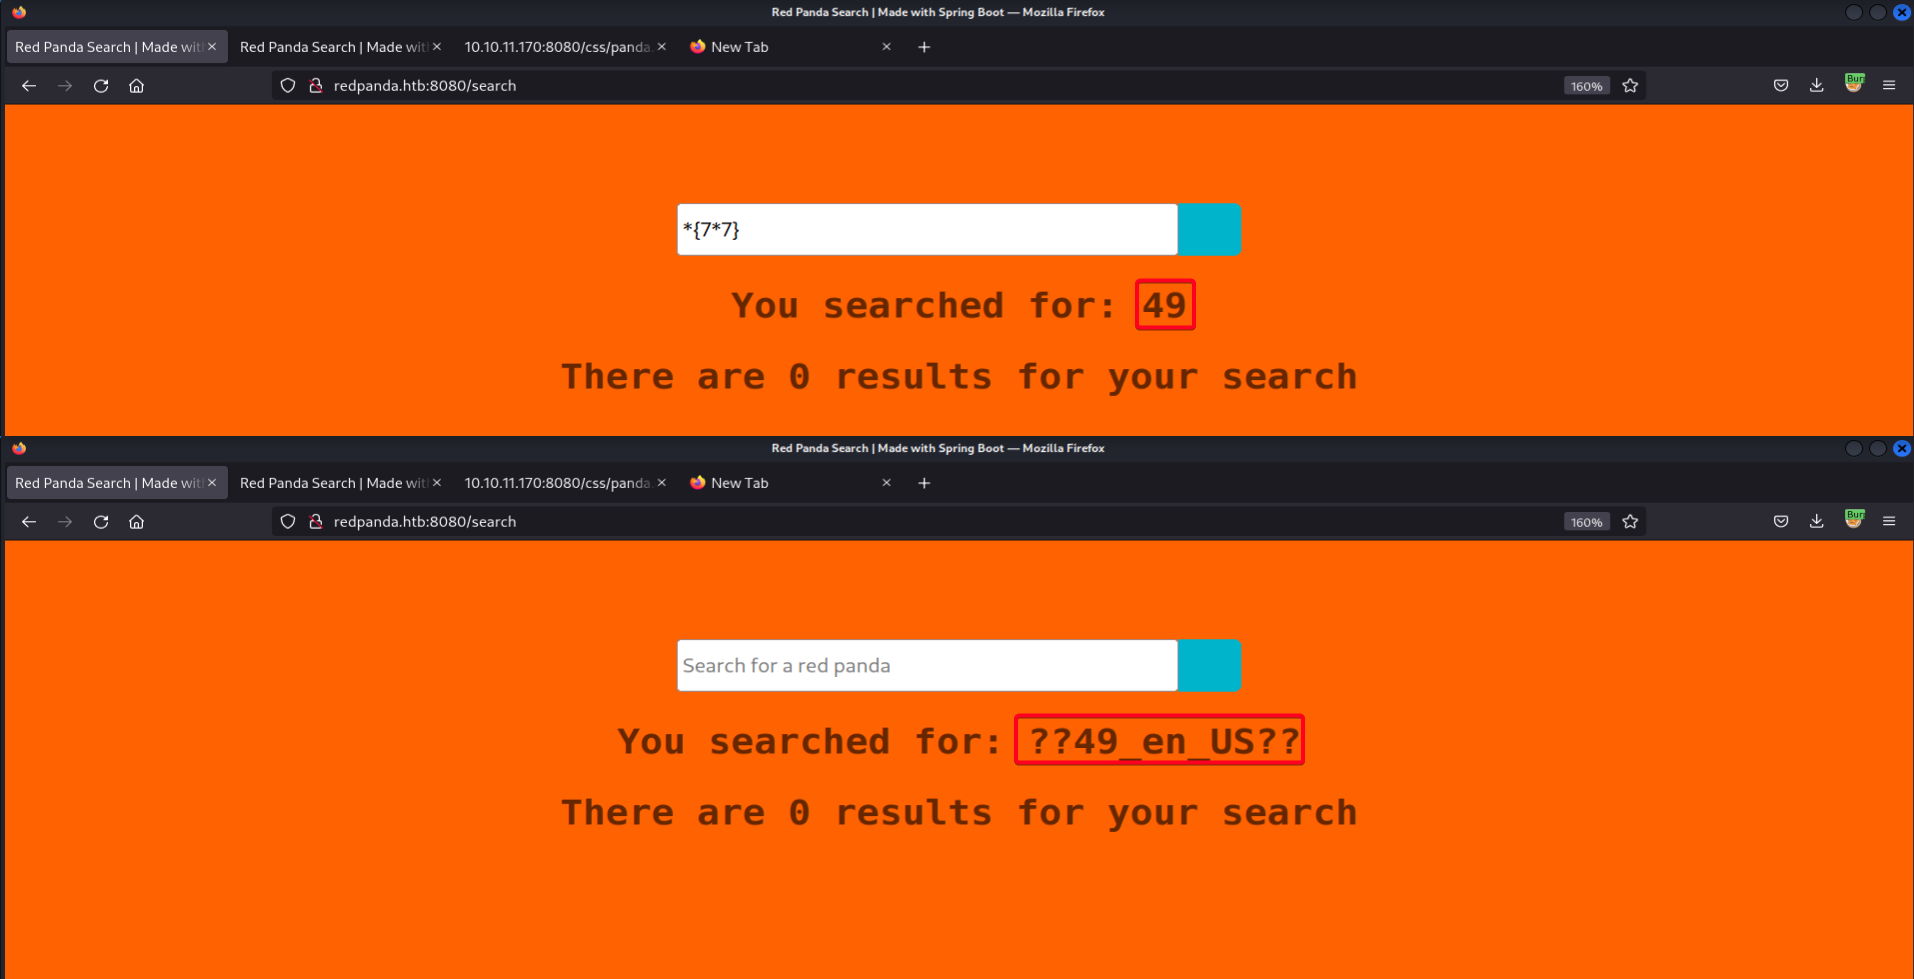 Red Panda Search | Made with Spring Boot — Mozilla Firefox
Red Panda Search | Made wit Red Panda Search | Made wit 10.10.11.170:8080/css/panda. New Tab
redpanda.htb:8080/search 160% Bur
*{7*7}
You searched for: 49
There are 0 results for your search
Red Panda Search | Made with Spring Boot — Mozilla Firefox
Red Panda Search | Made wit Red Panda Search | Made wit 10.10.11.170:8080/css/panda. New Tab
redpanda.htb:8080/search 160% Bur
Search for a red panda
You searched for: ??49_en_US??
There are 0 results for your search